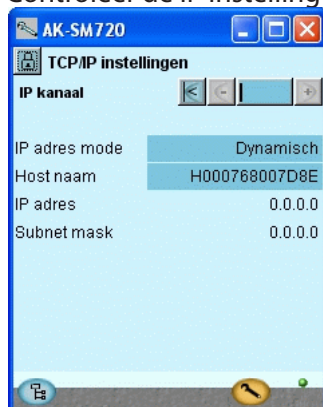 AK-SM720
TCP/IP instellingen
IP kanaal
IP adres mode Dynamisch
Host naam H000768007D8E
IP adres 0.0.0.0
Subnet mask 0.0.0.0